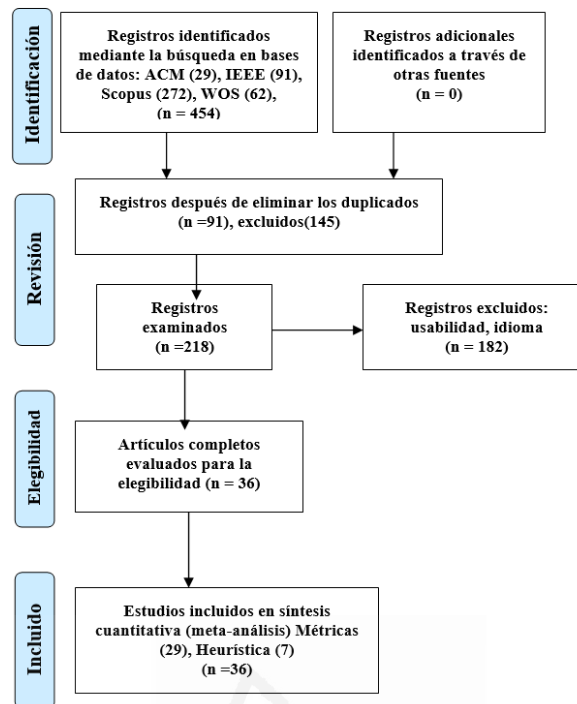 Identificación
Registros identificados
mediante la búsqueda en bases
de datos: ACM (29), IEEE (91),
Scopus (272), WOS (62),
(n = 454)
Registros adicionales
identificados a través de
otras fuentes
(n = 0)
Revisión
Registros después de eliminar los duplicados
(n =91), excluidos(145)
Registros
examinados
(n =218)
Registros excluidos:
usabilidad, idioma
n = 182)
Elegibilidad
Artículos completos
evaluados para la
elegibilidad (n = 36)
Incluido
Estudios incluidos en síntesis
cuantitativa (meta-análisis) Métricas
(29), Heurística (7)
(n =36)